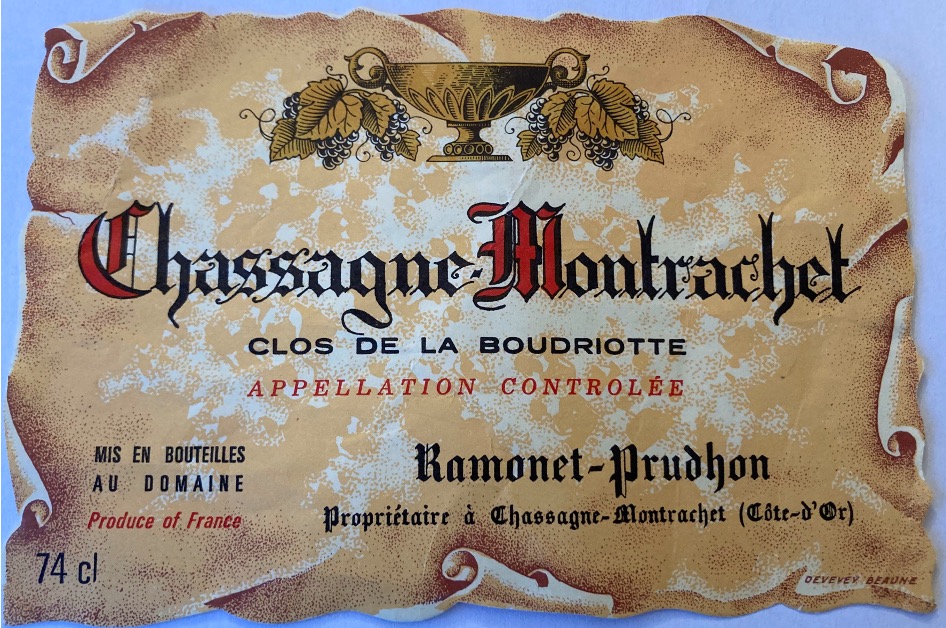 Chassagne-Montrachet
CLOS DE LA BOUDRIOTTE
APPELLATION CONTROLÉE
MIS EN BOUTEILLES
AU DOMAINE
Produce of France
74 cl
Ramonet-Prudhon
Propriétaire à Chassagne-Montrachet (Côte-d'Or)
DEVEVEY BEAUNE